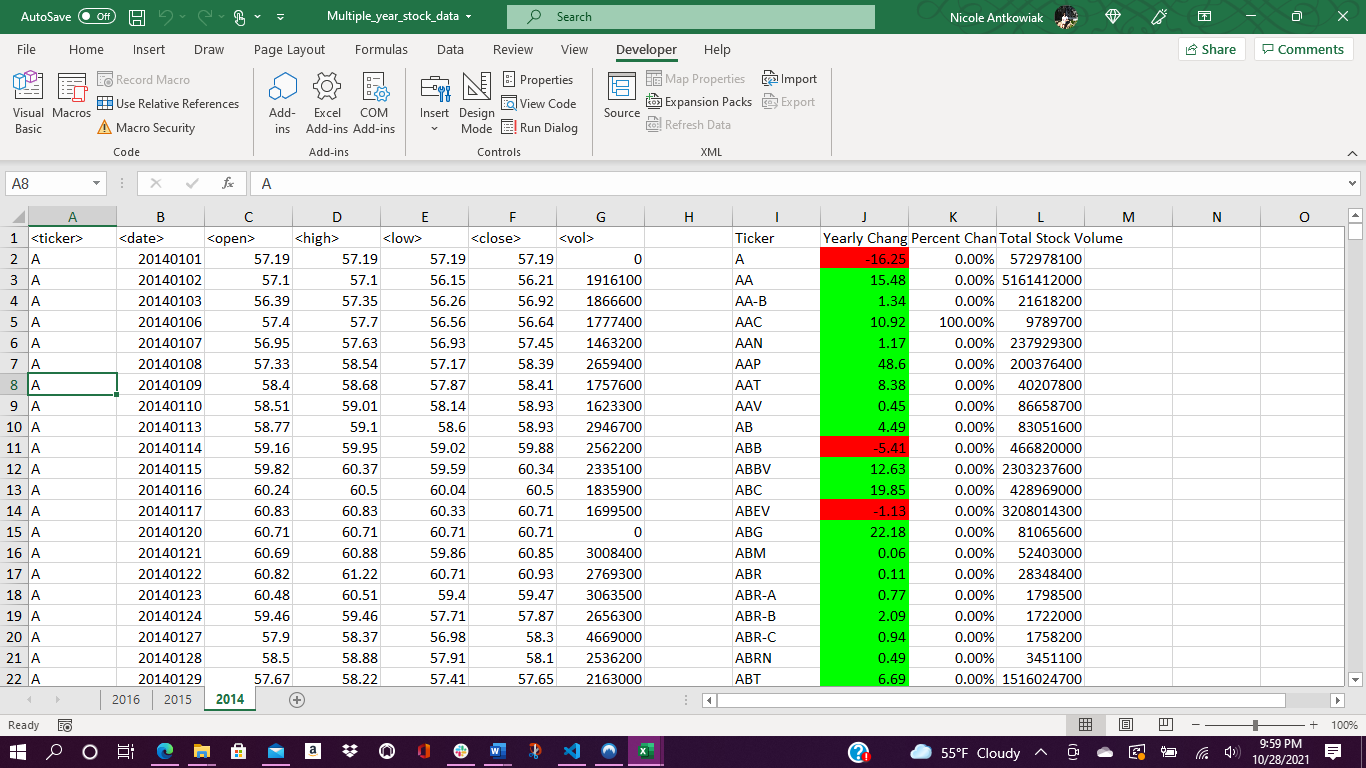 AutoSave Off Multiple_year_stock_data Search Nicole Antkowiak
File Home Insert Draw Page Layout Formulas Data Review View Developer Help Share Comments
Visual Basic Macros Record Macro Use Relative References Macro Security
Add-ins Excel Add-ins COM Add-ins
Insert Design Mode Properties View Code Run Dialog
Source Map Properties Expansion Packs Refresh Data Import Export
Code Add-ins Controls XML
A8 fx A
A B C D E F G H I J K L M N O
1 <ticker> <date> <open> <high> <low> <close> <vol> Ticker Yearly Chang Percent Chan Total Stock Volume
2 A 20140101 57.19 57.19 57.19 57.19 0 A -16.25 0.00% 572978100
3 A 20140102 57.1 57.1 56.15 56.21 1916100 AA 15.48 0.00% 5161412000
4 A 20140103 56.39 57.35 56.26 56.92 1866600 AA-B 1.34 0.00% 21618200
5 A 20140106 57.4 57.7 56.56 56.64 1777400 AAC 10.92 100.00% 9789700
6 A 20140107 56.95 57.63 56.93 57.45 1463200 AAN 1.17 0.00% 237929300
7 A 20140108 57.33 58.54 57.17 58.39 2659400 AAP 48.6 0.00% 200376400
8 A 20140109 58.4 58.68 57.87 58.41 1757600 AAT 8.38 0.00% 40207800
9 A 20140110 58.51 59.01 58.14 58.93 1623300 AAV 0.45 0.00% 86658700
10 A 20140113 58.77 59.1 58.6 58.93 2946700 AB 4.49 0.00% 83051600
11 A 20140114 59.16 59.95 59.02 59.88 2562200 ABB -5.41 0.00% 466820000
12 A 20140115 59.82 60.37 59.59 60.34 2335100 ABBV 12.63 0.00% 2303237600
13 A 20140116 60.24 60.5 60.04 60.5 1835900 ABC 19.85 0.00% 428969000
14 A 20140117 60.83 60.83 60.33 60.71 1699500 ABEV -1.13 0.00% 3208014300
15 A 20140120 60.71 60.71 60.71 60.71 0 ABG 22.18 0.00% 81065600
16 A 20140121 60.69 60.88 59.86 60.85 3008400 ABM 0.06 0.00% 52403000
17 A 20140122 60.82 61.22 60.71 60.93 2769300 ABR 0.11 0.00% 28348400
18 A 20140123 60.48 60.51 59.4 59.47 3063500 ABR-A 0.77 0.00% 1798500
19 A 20140124 59.46 59.46 57.71 57.87 2656300 ABR-B 2.09 0.00% 1722000
20 A 20140127 57.9 58.37 56.98 58.3 4669000 ABR-C 0.94 0.00% 1758200
21 A 20140128 58.5 58.88 57.91 58.1 2536200 ABRN 0.49 0.00% 3451100
22 A 20140129 57.67 58.22 57.41 57.65 2163000 ABT 6.69 0.00% 1516024700
2016 2015 2014
Ready 100%
55°F Cloudy 9:59 PM
10/28/2021